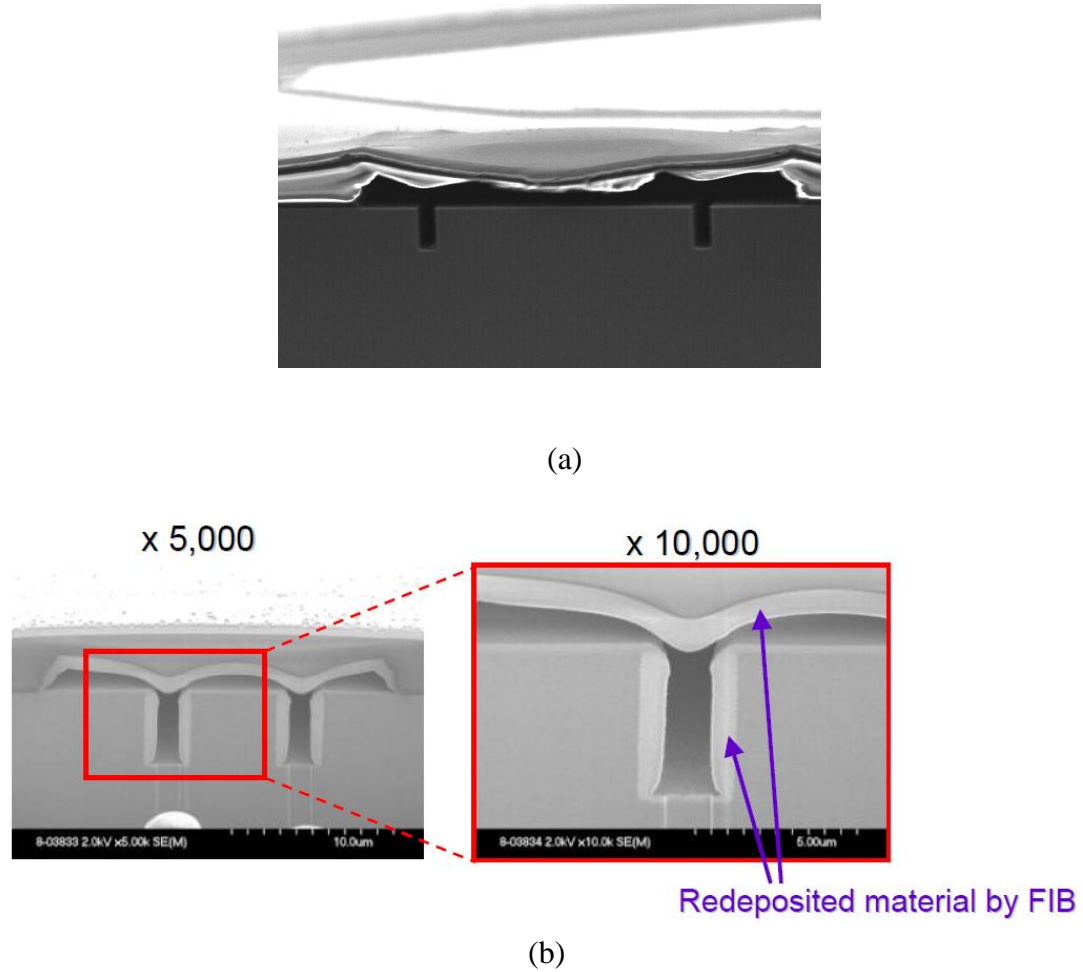 (a)
x 5,000
x 10,000
8-03833 2.0kV x5.00k SE(M) 10.0um
8-03834 2.0kV x10.0k SE(M) 5.00um
Redeposited material by FIB
(b)